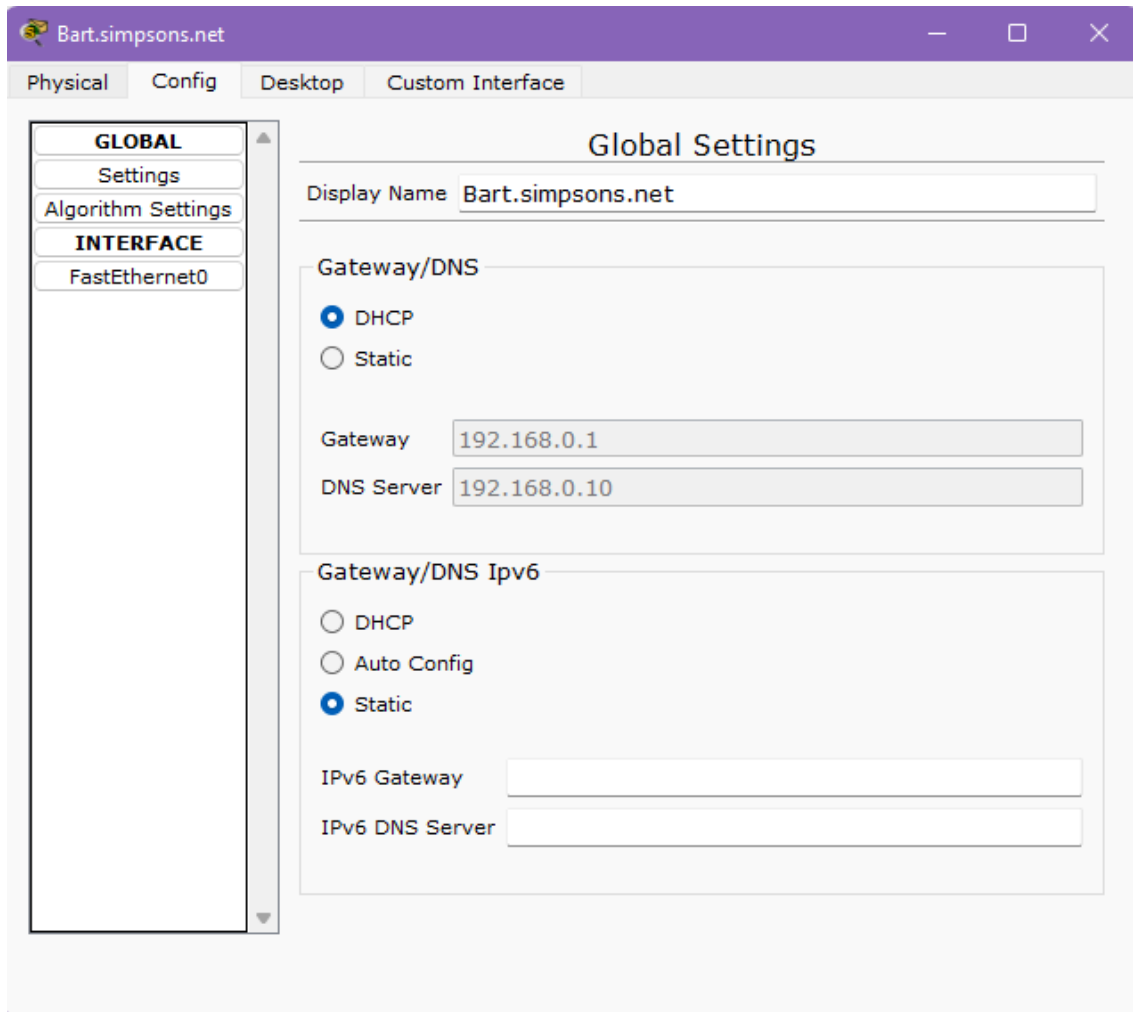 Bart.simpsons.net
Physical Config Desktop Custom Interface
GLOBAL
Settings
Algorithm Settings
INTERFACE
FastEthernet0
Global Settings
Display Name Bart.simpsons.net
Gateway/DNS
DHCP
Static
Gateway 192.168.0.1
DNS Server 192.168.0.10
Gateway/DNS Ipv6
DHCP
Auto Config
Static
IPv6 Gateway
IPv6 DNS Server